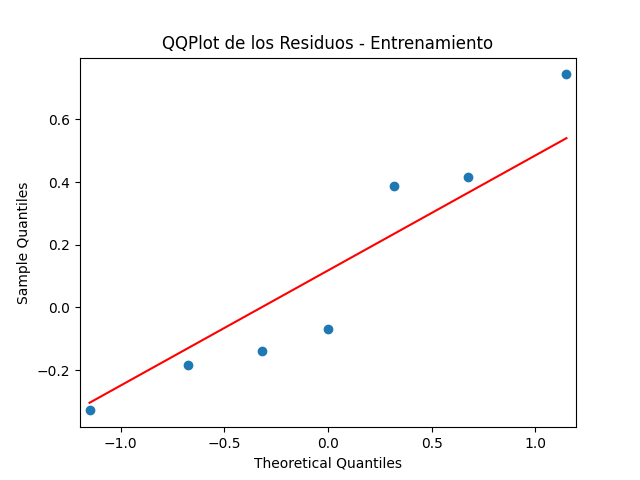 QQPlot de los Residuos - Entrenamiento
0.6
0.4
0.2
0.0
−0.2
Sample Quantiles
−1.0 −0.5 0.0 0.5 1.0
Theoretical Quantiles